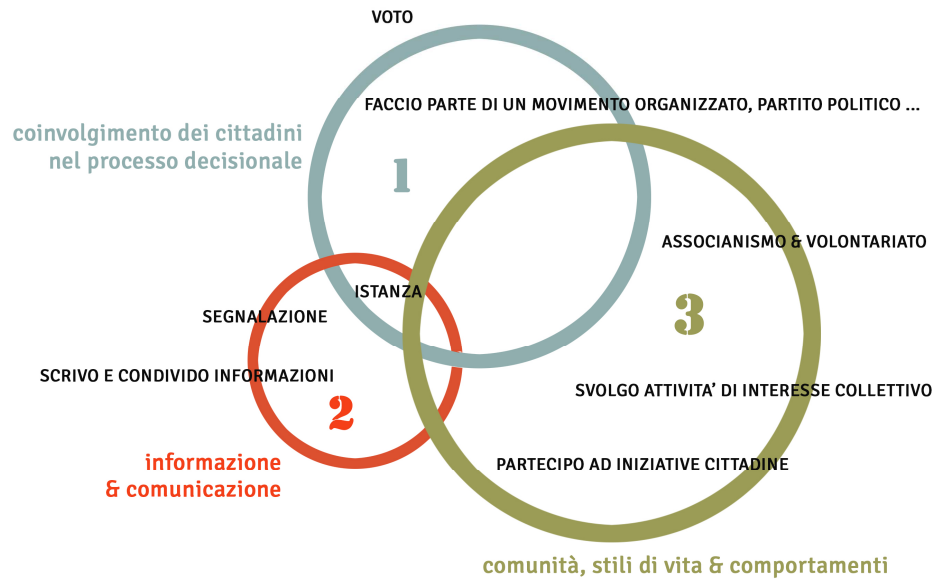 VOTO
FACCIO PARTE DI UN MOVIMENTO ORGANIZZATO, PARTITO POLITICO ...
coinvolgimento dei cittadini
nel processo decisionale
1
ASSOCIANISMO & VOLONTARIATO
ISTANZA
SEGNALAZIONE
3
SCRIVO E CONDIVIDO INFORMAZIONI
SVOLGO ATTIVITA’ DI INTERESSE COLLETTIVO
2
informazione
& comunicazione
PARTECIPO AD INIZIATIVE CITTADINE
comunità, stili di vita & comportamenti